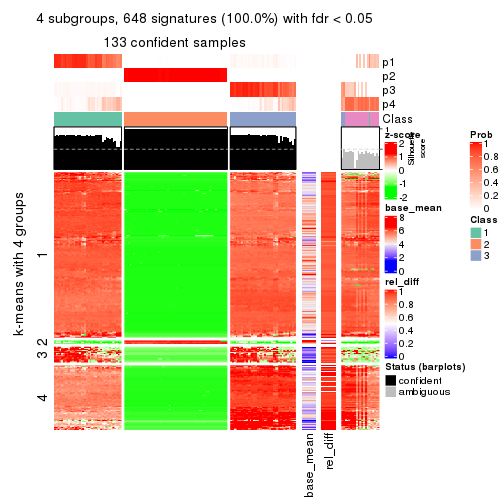 4 subgroups, 648 signatures (100.0%) with fdr < 0.05
133 confident samples
p1
p2
p3
p4
Class
1
Silhouette
score
k-means with 4 groups
1
2
3
4
base_mean
rel_diff
z-score
2
1
0
-1
-2
base_mean
8
6
4
2
0
rel_diff
1
0.8
0.6
0.4
0.2
0
Status (barplots)
confident
ambiguous
Prob
1
0.8
0.6
0.4
0.2
0
Class
1
2
3